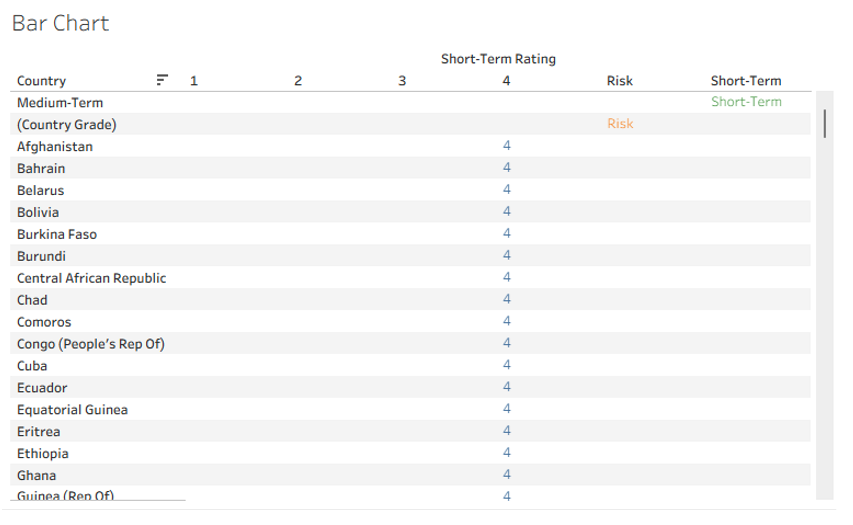 Bar Chart
Short-Term Rating
Country 1 2 3 4 Risk Short-Term
Medium-Term Short-Term
(Country Grade) Risk
Afghanistan 4
Bahrain 4
Belarus 4
Bolivia 4
Burkina Faso 4
Burundi 4
Central African Republic 4
Chad 4
Comoros 4
Congo (People's Rep Of) 4
Cuba 4
Ecuador 4
Equatorial Guinea 4
Eritrea 4
Ethiopia 4
Ghana 4
Guinea (Rep Of) 4